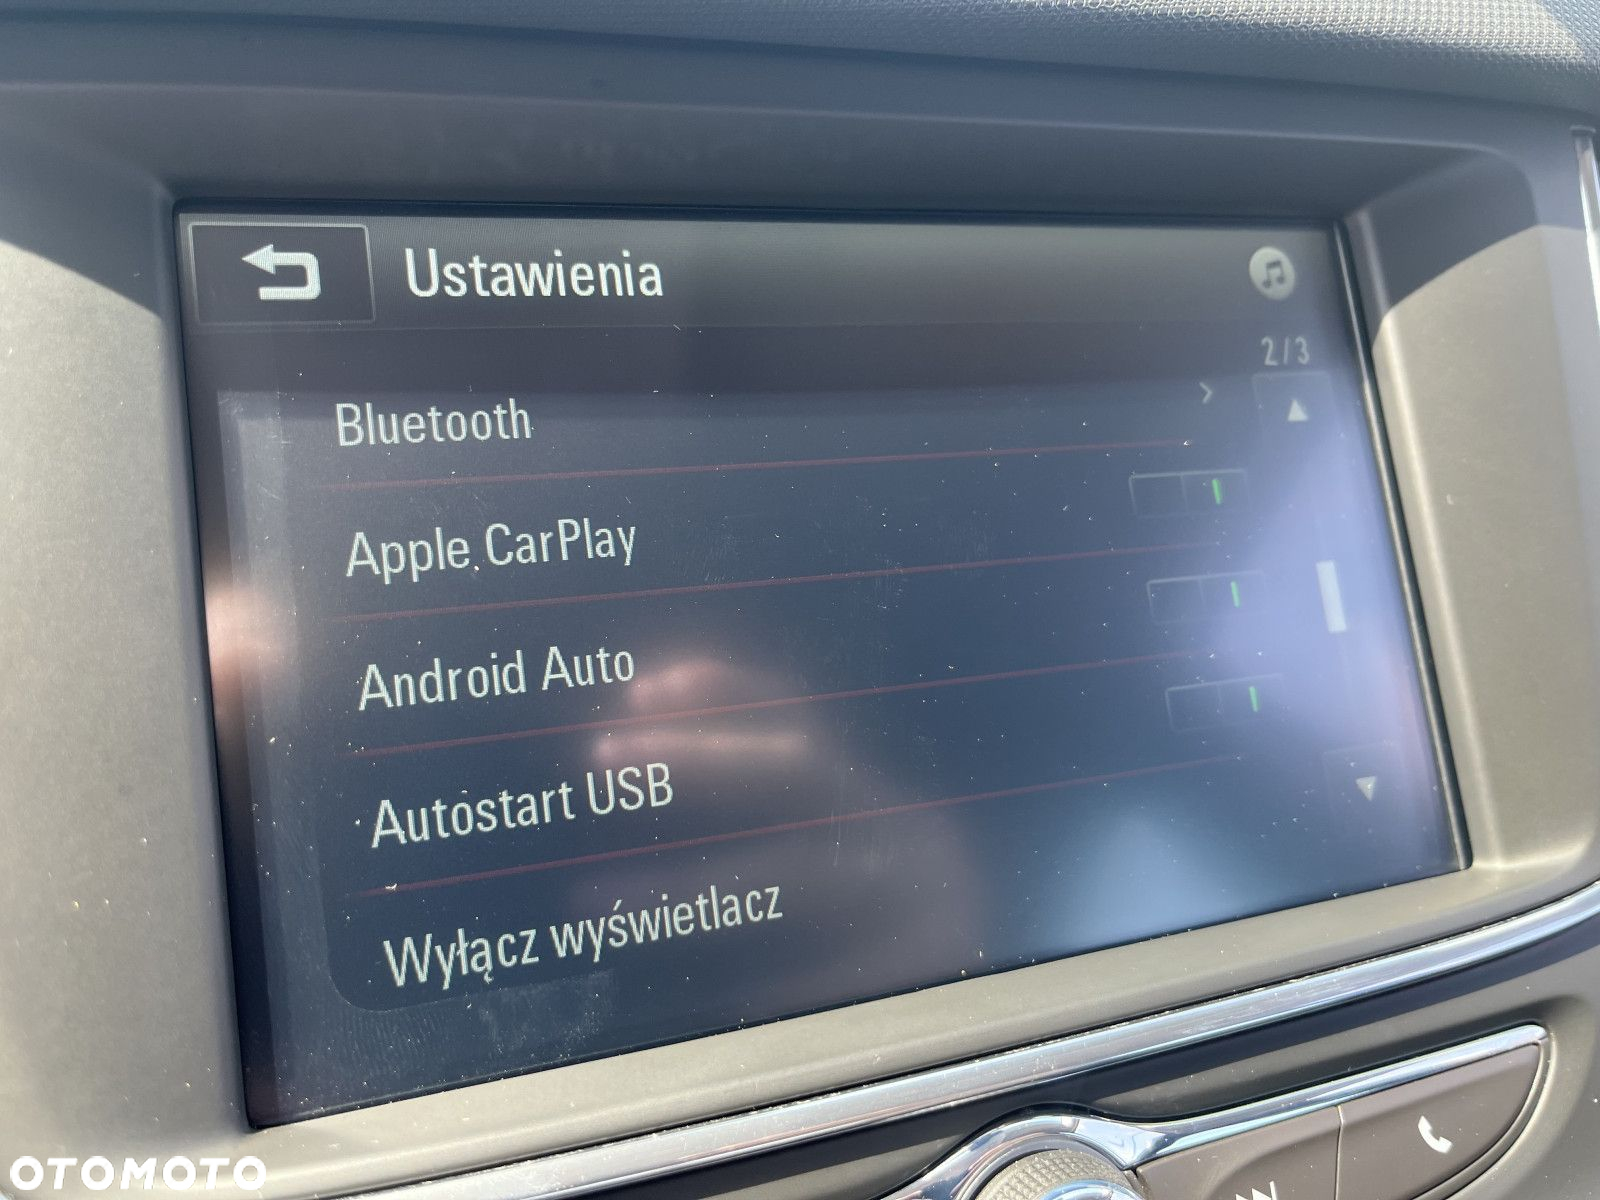 Ustawienia
2/3
Bluetooth
Apple CarPlay
Android Auto
Autostart USB
Wyłącz wyświetlacz
OTOMOTO